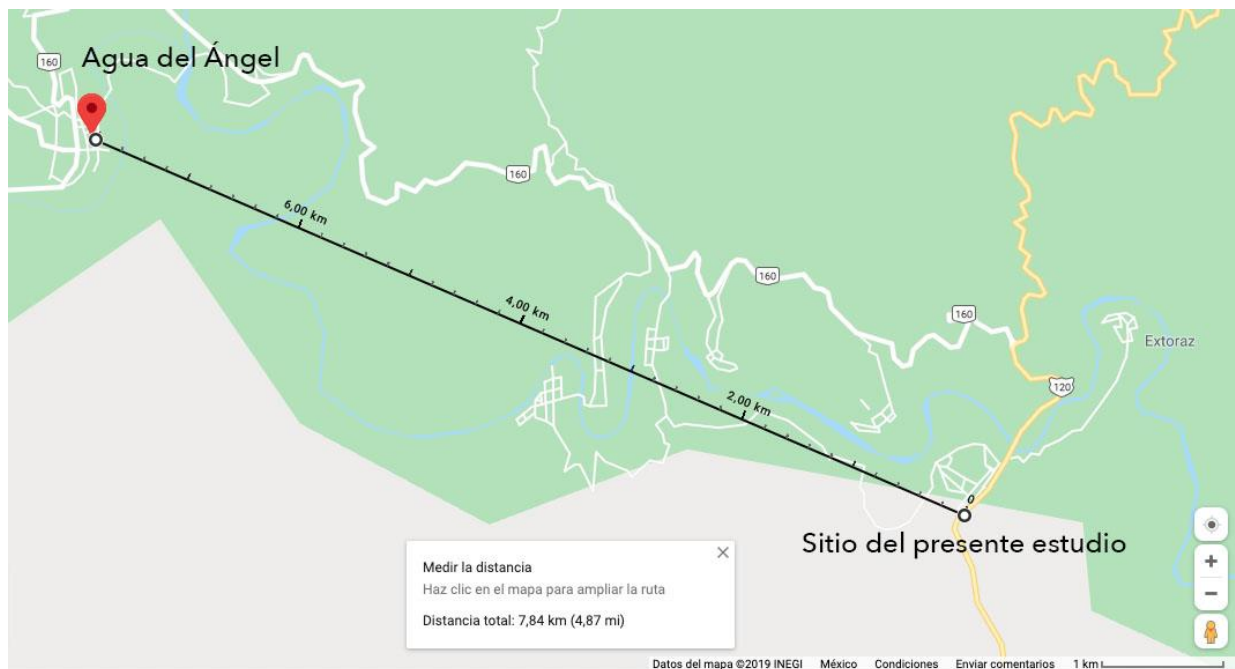 Agua del Ángel
160
160
6,00 km
160
160
160
4,00 km
Extoraz
120
2,00 km
0
Sitio del presente estudio
Medir la distancia
Haz clic en el mapa para ampliar la ruta
Distancia total: 7,84 km (4,87 mi)
Datos del mapa ©2019 INEGI México Condiciones Enviar comentarios 1 km